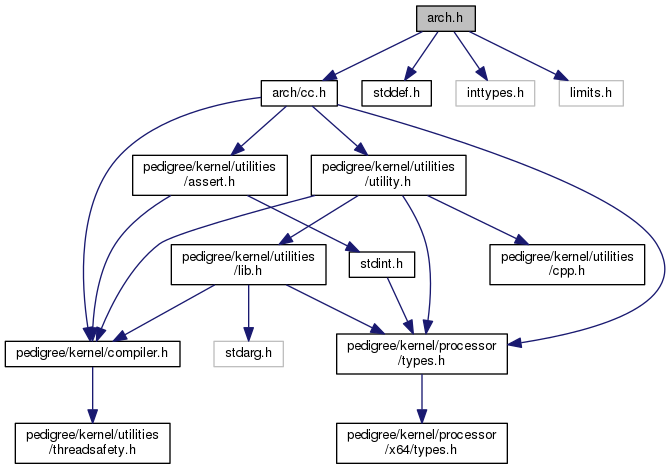 arch.h
arch/cc.h
stddef.h
inttypes.h
limits.h
pedigree/kernel/utilities
/assert.h
pedigree/kernel/utilities
/utility.h
pedigree/kernel/utilities
/lib.h
stdint.h
pedigree/kernel/utilities
/cpp.h
pedigree/kernel/compiler.h
stdarg.h
pedigree/kernel/processor
/types.h
pedigree/kernel/utilities
/threadsafety.h
pedigree/kernel/processor
/x64/types.h